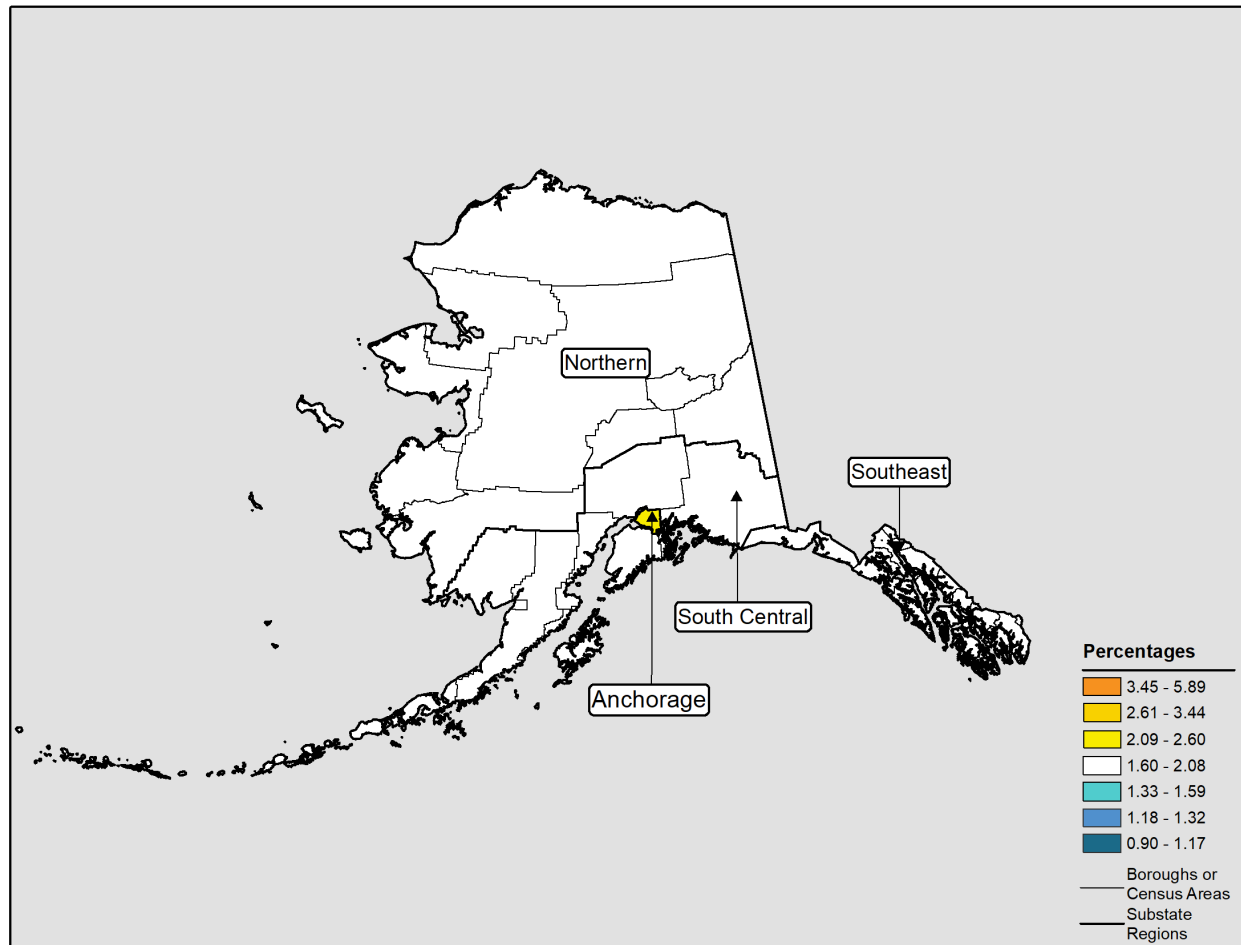 Northern
Southeast
South Central
Anchorage
Percentages
3.45 - 5.89
2.61 - 3.44
2.09 - 2.60
1.60 - 2.08
1.33 - 1.59
1.18 - 1.32
0.90 - 1.17
Boroughs or
Census Areas
Substate
Regions